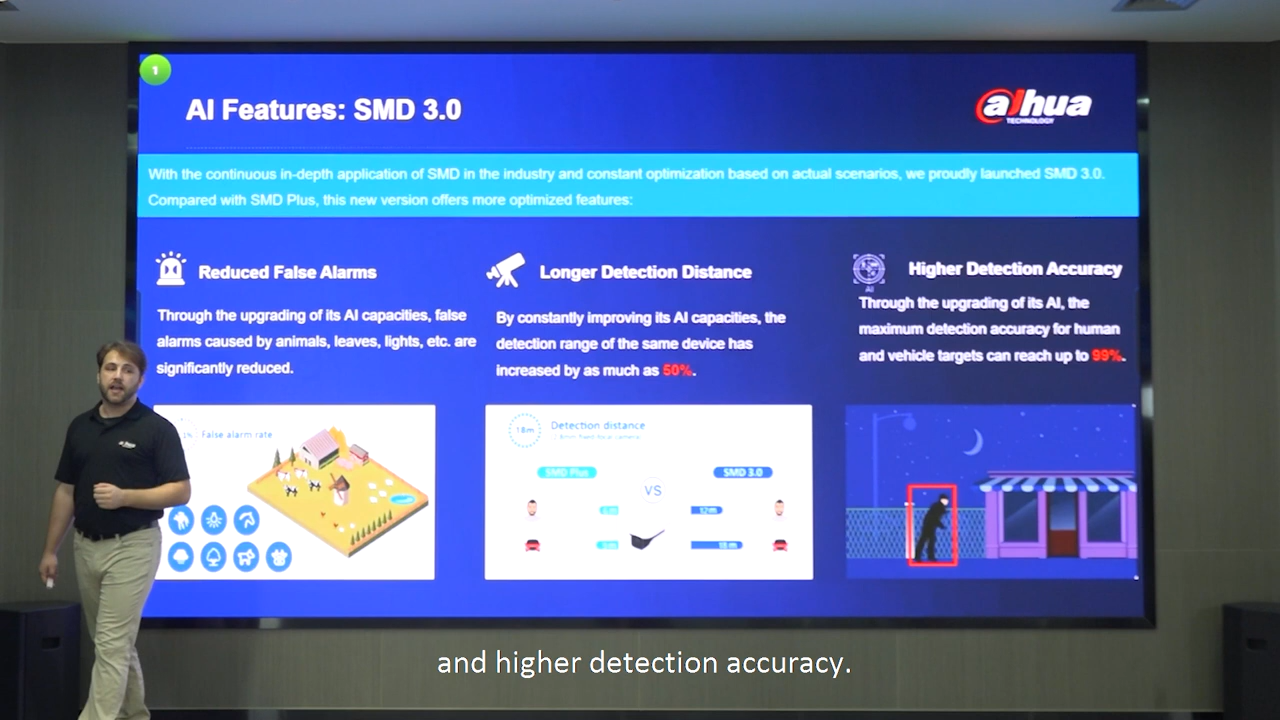 1
AI Features: SMD 3.0
alhua
TECHNOLOGY
With the continuous in-depth application of SMD in the industry and constant optimization based on actual scenarios, we proudly launched SMD 3.0.
Compared with SMD Plus, this new version offers more optimized features:
Reduced False Alarms
Through the upgrading of its AI capacities, false
alarms caused by animals, leaves, lights, etc. are
significantly reduced.
False alarm rate
Longer Detection Distance
By constantly improving its AI capacities, the
detection range of the same device has
increased by as much as 50%.
18m
Detection distance
SMD Plus
VS
SMD 3.0
12m
18m
Higher Detection Accuracy
AI
Through the upgrading of its AI, the
maximum detection accuracy for human
and vehicle targets can reach up to 99%.
and higher detection accuracy.